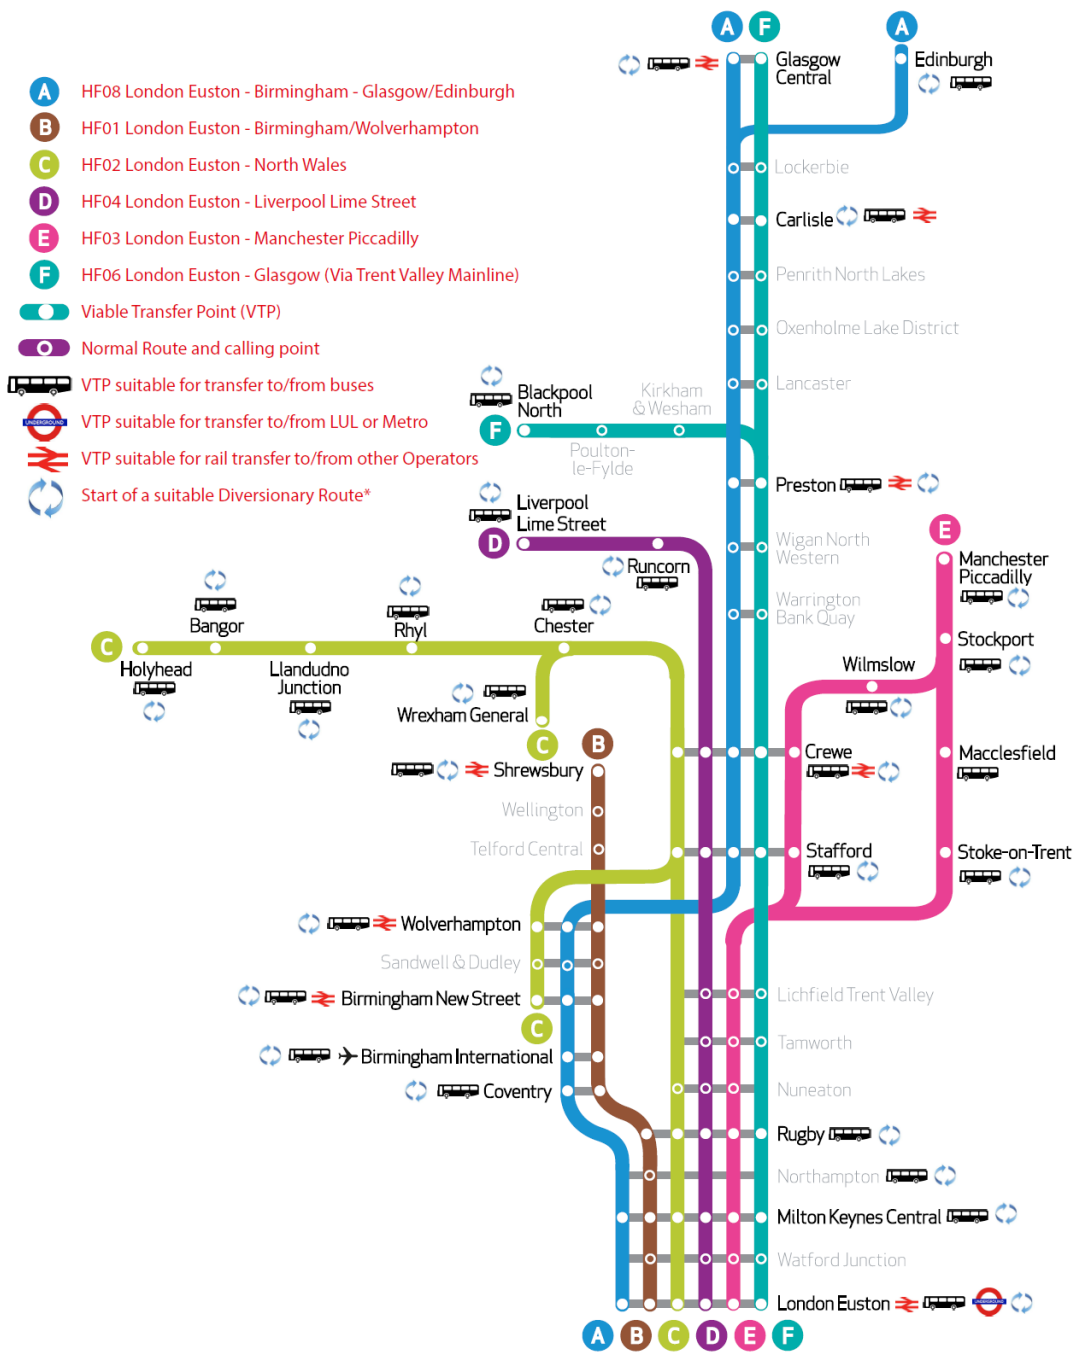 A
F
A
Glasgow
Central
Edinburgh
A
HF08 London Euston - Birmingham - Glasgow/Edinburgh
B
HF01 London Euston - Birmingham/Wolverhampton
C
HF02 London Euston - North Wales
D
HF04 London Euston - Liverpool Lime Street
E
HF03 London Euston - Manchester Piccadilly
F
HF06 London Euston - Glasgow (Via Trent Valley Mainline)
Viable Transfer Point (VTP)
Normal Route and calling point
VTP suitable for transfer to/from buses
UNDERGROUND
VTP suitable for transfer to/from LUL or Metro
VTP suitable for rail transfer to/from other Operators
Start of a suitable Diversionary Route*
Lockerbie
Carlisle
Penrith North Lakes
Oxenholme Lake District
Lancaster
Blackpool
North
Kirkham
& Wesham
F
Poulton-
le-Fylde
Preston
Liverpool
Lime Street
D
Runcorn
Wigan North
Western
Warrington
Bank Quay
E
Manchester
Piccadilly
Stockport
Wilmslow
Bangor
Rhyl
Chester
C
Holyhead
Llandudno
Junction
Wrexham General
C
B
Crewe
Macclesfield
Shrewsbury
Wellington
Telford Central
Stafford
Stoke-on-Trent
Wolverhampton
Sandwell & Dudley
Birmingham New Street
C
Birmingham International
Coventry
Lichfield Trent Valley
Tamworth
Nuneaton
Rugby
Northampton
Milton Keynes Central
Watford Junction
London Euston
UNDERGROUND
A
B
C
D
E
F